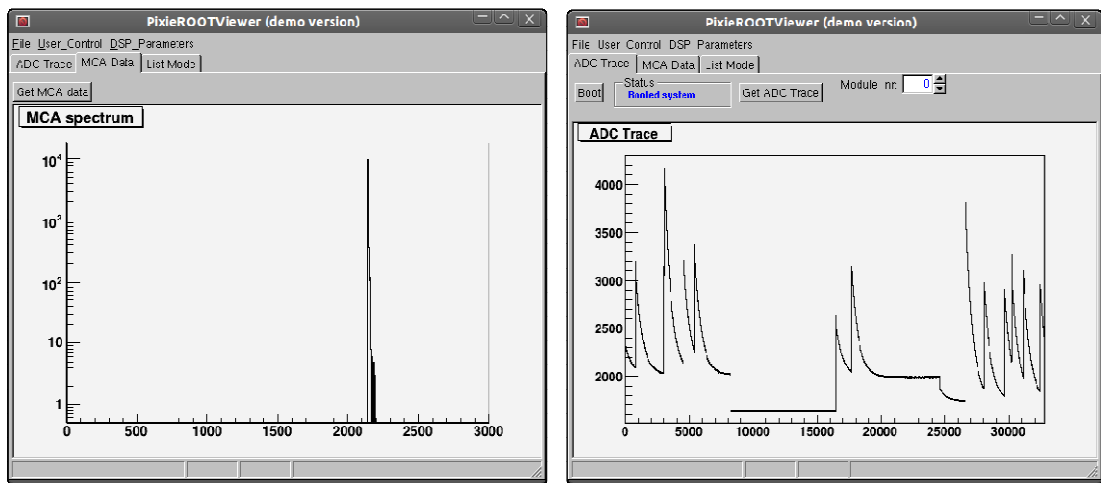 PixieROOTViewer (demo version)
File User_Control DSP_Parameters
ADC Trace MCA Data List Mode
Get MCA data
MCA spectrum
10⁴
10³
10²
10
1
0 500 1000 1500 2000 2500 3000
PixieROOTViewer (demo version)
File User Control DSP Parameters
ADC Trace MCA Data List Mode
Boot Status Booted system Get ADC Trace Module nr. 0
ADC Trace
4000
3500
3000
2500
2000
0 5000 10000 15000 20000 25000 30000